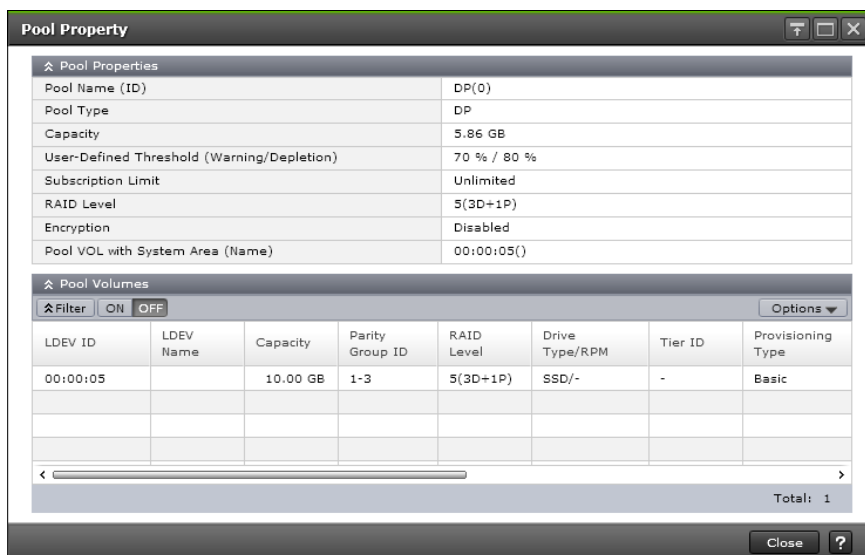 Pool Property
Pool Properties
Pool Name (ID) DP(0)
Pool Type DP
Capacity 5.86 GB
User-Defined Threshold (Warning/Depletion) 70 % / 80 %
Subscription Limit Unlimited
RAID Level 5(3D+1P)
Encryption Disabled
Pool VOL with System Area (Name) 00:00:05()
Pool Volumes
Filter ON OFF Options
LDEV ID LDEV Name Capacity Parity Group ID RAID Level Drive Type/RPM Tier ID Provisioning Type
00:00:05 10.00 GB 1-3 5(3D+1P) SSD/- - Basic
Total: 1
Close ?